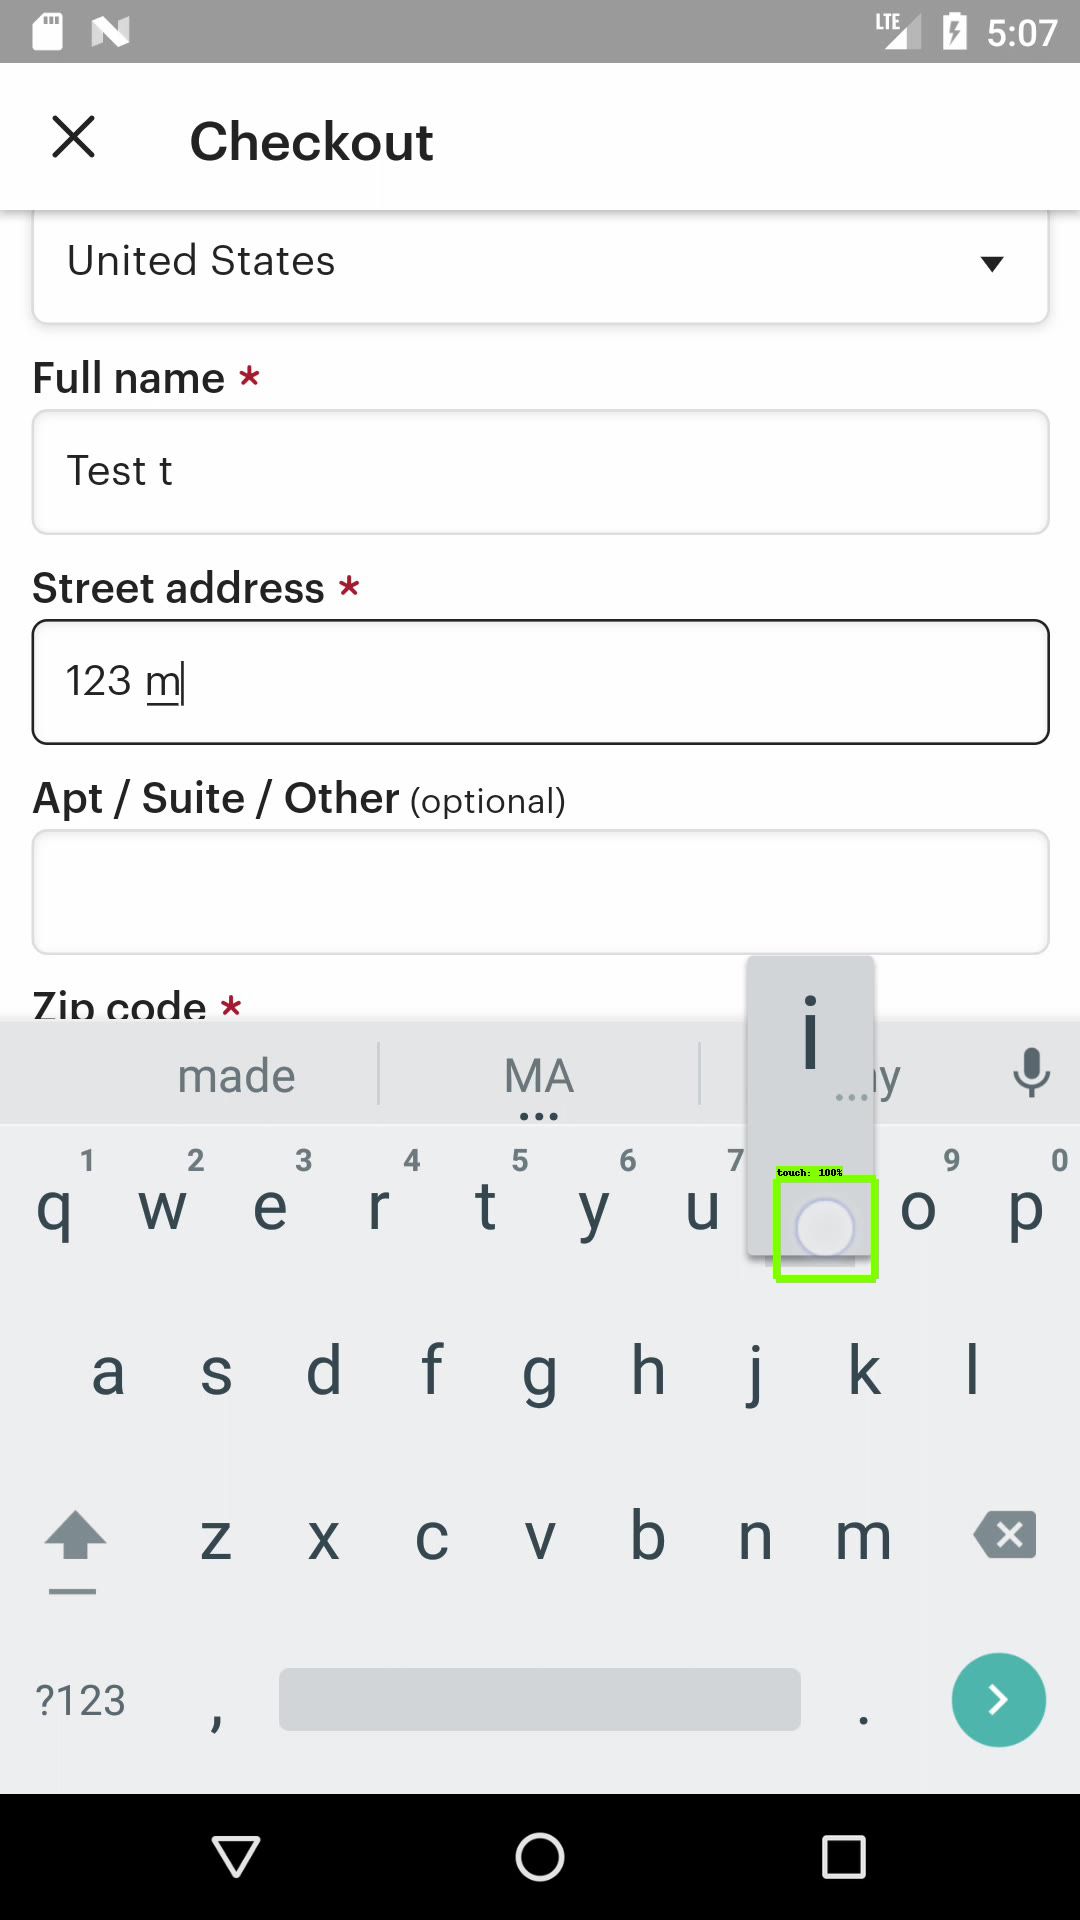 LTE 5:07
Checkout
United States
Full name *
Test t
Street address *
123 m
Apt / Suite / Other (optional)
Zip code *
i
made MA
touch: 100%
1 2 3 4 5 6 7 9 0
q w e r t y u o p
a s d f g h j k l
z x c v b n m
?123 , .